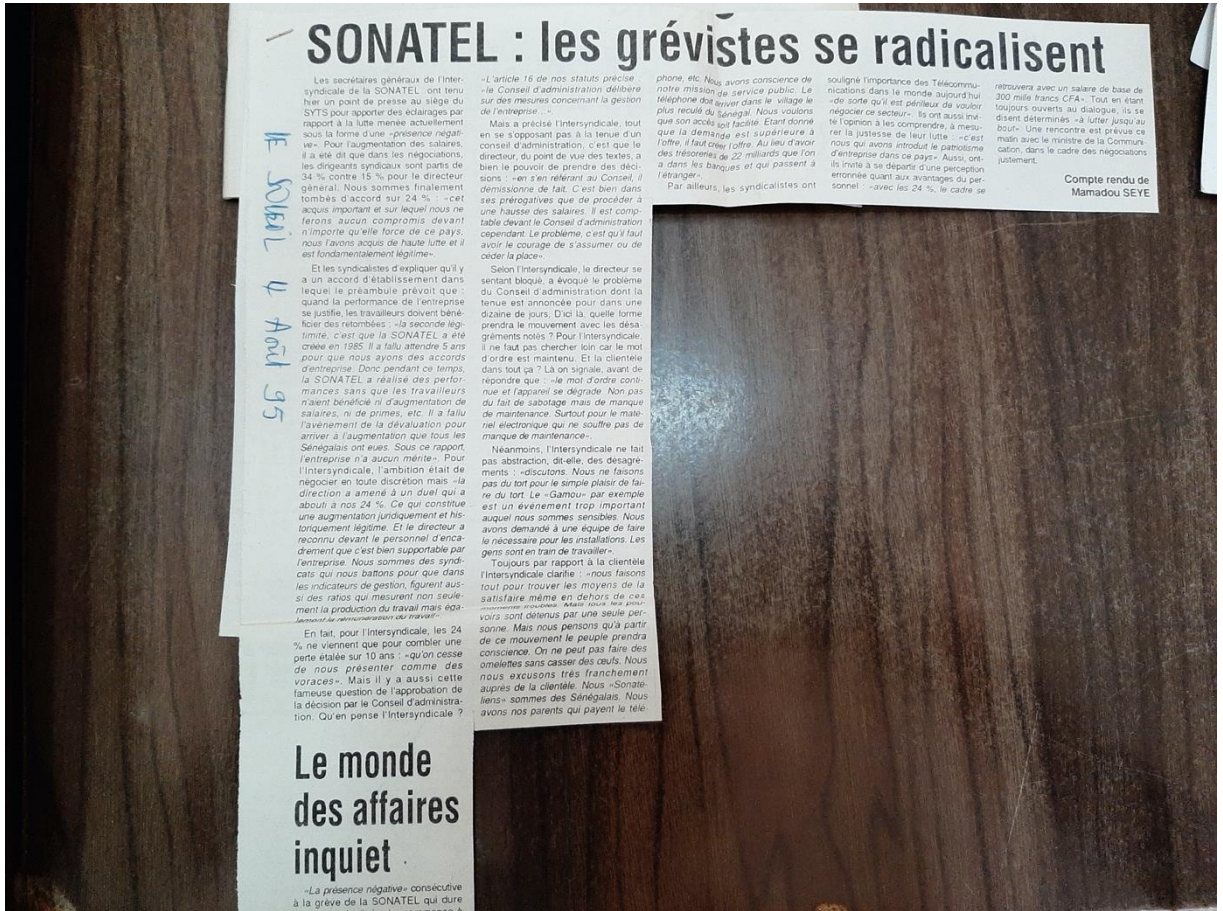 SONATEL : les grévistes se radicalisent
LE SOLEIL 4 Août 95
Les secrétaires généraux de l'Inter-
syndicale de la SONATEL ont tenu
hier un point de presse au siège du
SYTS pour apporter des éclairages par
rapport à la lutte menée actuellement
sous la forme d'une «présence négati-
ve». Pour l'augmentation des salaires,
il a été dit que dans les négociations,
les dirigeants syndicaux sont partis de
34 % contre 15 % pour le directeur
général. Nous sommes finalement
tombés d'accord sur 24 % : «cet
acquis important et sur lequel nous ne
ferons aucun compromis devant
n'importe qu'elle force de ce pays,
nous l'avons acquis de haute lutte et il
est fondamentalement légitime».
Et les syndicalistes d'expliquer qu'il y
a un accord d'établissement dans
lequel le préambule prévoit que :
quand la performance de l'entreprise
se justifie, les travailleurs doivent béné-
ficier des retombées : «la seconde légi-
timité, c'est que la SONATEL a été
créée en 1985. Il a fallu attendre 5 ans
pour que nous ayons des accords
d'entreprise. Donc pendant ce temps,
la SONATEL a réalisé des perfor-
mances sans que les travailleurs
n'aient bénéficié ni d'augmentation de
salaires, ni de primes, etc. Il a fallu
l'avènement de la dévaluation pour
arriver à l'augmentation que tous les
Sénégalais ont eues. Sous ce rapport,
l'entreprise n'a aucun mérite». Pour
l'Intersyndicale, l'ambition était de
négocier en toute discrétion mais «la
direction a amené à un duel qui a
abouti à nos 24 %. Ce qui constitue
une augmentation juridiquement et his-
toriquement légitime. Et le directeur a
reconnu devant le personnel d'enca-
drement que c'est bien supportable par
l'entreprise. Nous sommes des syndi-
cats qui nous battons pour que dans
les indicateurs de gestion, figurent aus-
si des ratios qui mesurent non seule-
ment la production du travail mais éga-
lement la rémunération du travail».
En fait, pour l'Intersyndicale, les 24
% ne viennent que pour combler une
perte étalée sur 10 ans : «qu'on cesse
de nous présenter comme des
voraces». Mais il y a aussi cette
fameuse question de l'approbation de
la décision par le Conseil d'administra-
tion. Qu'en pense l'Intersyndicale ?
«L'article 16 de nos statuts précise :
«le Conseil d'administration délibère
sur des mesures concernant la gestion
de l'entreprise...»
Mais a précisé l'Intersyndicale, tout
en se s'opposant pas à la tenue d'un
conseil d'administration, c'est que le
directeur, du point de vue des textes, a
bien le pouvoir de prendre des déci-
sions : «en s'en référant au Conseil, il
démissionne de fait. C'est bien dans
ses prérogatives que de procéder à
une hausse des salaires. Il est comp-
table devant le Conseil d'administration
cependant. Le problème, c'est qu'il faut
avoir le courage de s'assumer ou de
céder la place».
Selon l'Intersyndicale, le directeur se
sentant bloqué, a évoqué le problème
du Conseil d'administration dont la
tenue est annoncée pour dans une
dizaine de jours. D'ici là, quelle forme
prendra le mouvement avec les désa-
gréments notés ? Pour l'Intersyndicale,
il ne faut pas chercher loin car le mot
d'ordre est maintenu. Et la clientèle
dans tout ça ? Là on signale, avant de
répondre que : «le mot d'ordre conti-
nue et l'appareil se dégrade. Non pas
du fait de sabotage mais de manque
de maintenance. Surtout pour le maté-
riel électronique qui ne souffre pas de
manque de maintenance».
Néanmoins, l'Intersyndicale ne fait
pas abstraction, dit-elle, des désagré-
ments : «discutons. Nous ne faisons
pas du tort pour le simple plaisir de fai-
re du tort. Le «Gamou» par exemple
est un événement trop important
auquel nous sommes sensibles. Nous
avons demandé à une équipe de faire
le nécessaire pour les installations. Les
gens sont en train de travailler».
Toujours par rapport à la clientèle
l'Intersyndicale clarifie : «nous faisons
tout pour trouver les moyens de la
satisfaire même en dehors de ces
moments troubles. Mais tous les pou-
voirs sont détenus par une seule per-
sonne. Mais nous pensons qu'à partir
de ce mouvement le peuple prendra
conscience. On ne peut pas faire des
omelettes sans casser des œufs. Nous
nous excusons très franchement
auprès de la clientèle. Nous «Sonaté-
liens» sommes des Sénégalais. Nous
avons nos parents qui payent le télé-
phone, etc. Nous avons conscience de
notre mission de service public. Le
téléphone doit arriver dans le village le
plus reculé du Sénégal. Nous voulons
que son accès soit facilité. Etant donné
que la demande est supérieure à
l'offre, il faut créer l'offre. Au lieu d'avoir
des trésoreries de 22 milliards que l'on
a dans les banques et qui passent à
l'étranger».
Par ailleurs, les syndicalistes ont
souligné l'importance des Télécommu-
nications dans le monde aujourd'hui
«de sorte qu'il est périlleux de vouloir
négocier ce secteur». Ils ont aussi invi-
té l'opinion à les comprendre, à mesu-
rer la justesse de leur lutte : «c'est
nous qui avons introduit le patriotisme
d'entreprise dans ce pays» Aussi, ont-
ils invité à se départir de la perception
erronnée quant aux avantages du per-
sonnel : «avec les 24 %, le cadre se
retrouvera avec un salaire de base de
300 mille francs CFA». Tout en étant
toujours ouverts au dialogue, ils se
disent déterminés «à lutter jusqu'au
bout». Une rencontre est prévue ce
matin avec le ministre de la Communi-
cation, dans le cadre des négociations
justement.
Compte rendu de
Mamadou SEYE
Le monde
des affaires
inquiet
«La présence négative» consécutive
à la grève de la SONATEL qui dure